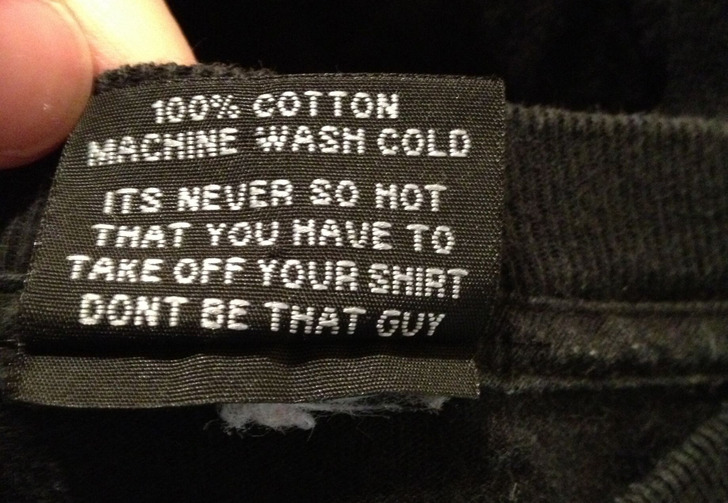 100% COTTON
MACHINE WASH COLD
ITS NEVER SO HOT
THAT YOU HAVE TO
TAKE OFF YOUR SHIRT
DONT BE THAT GUY